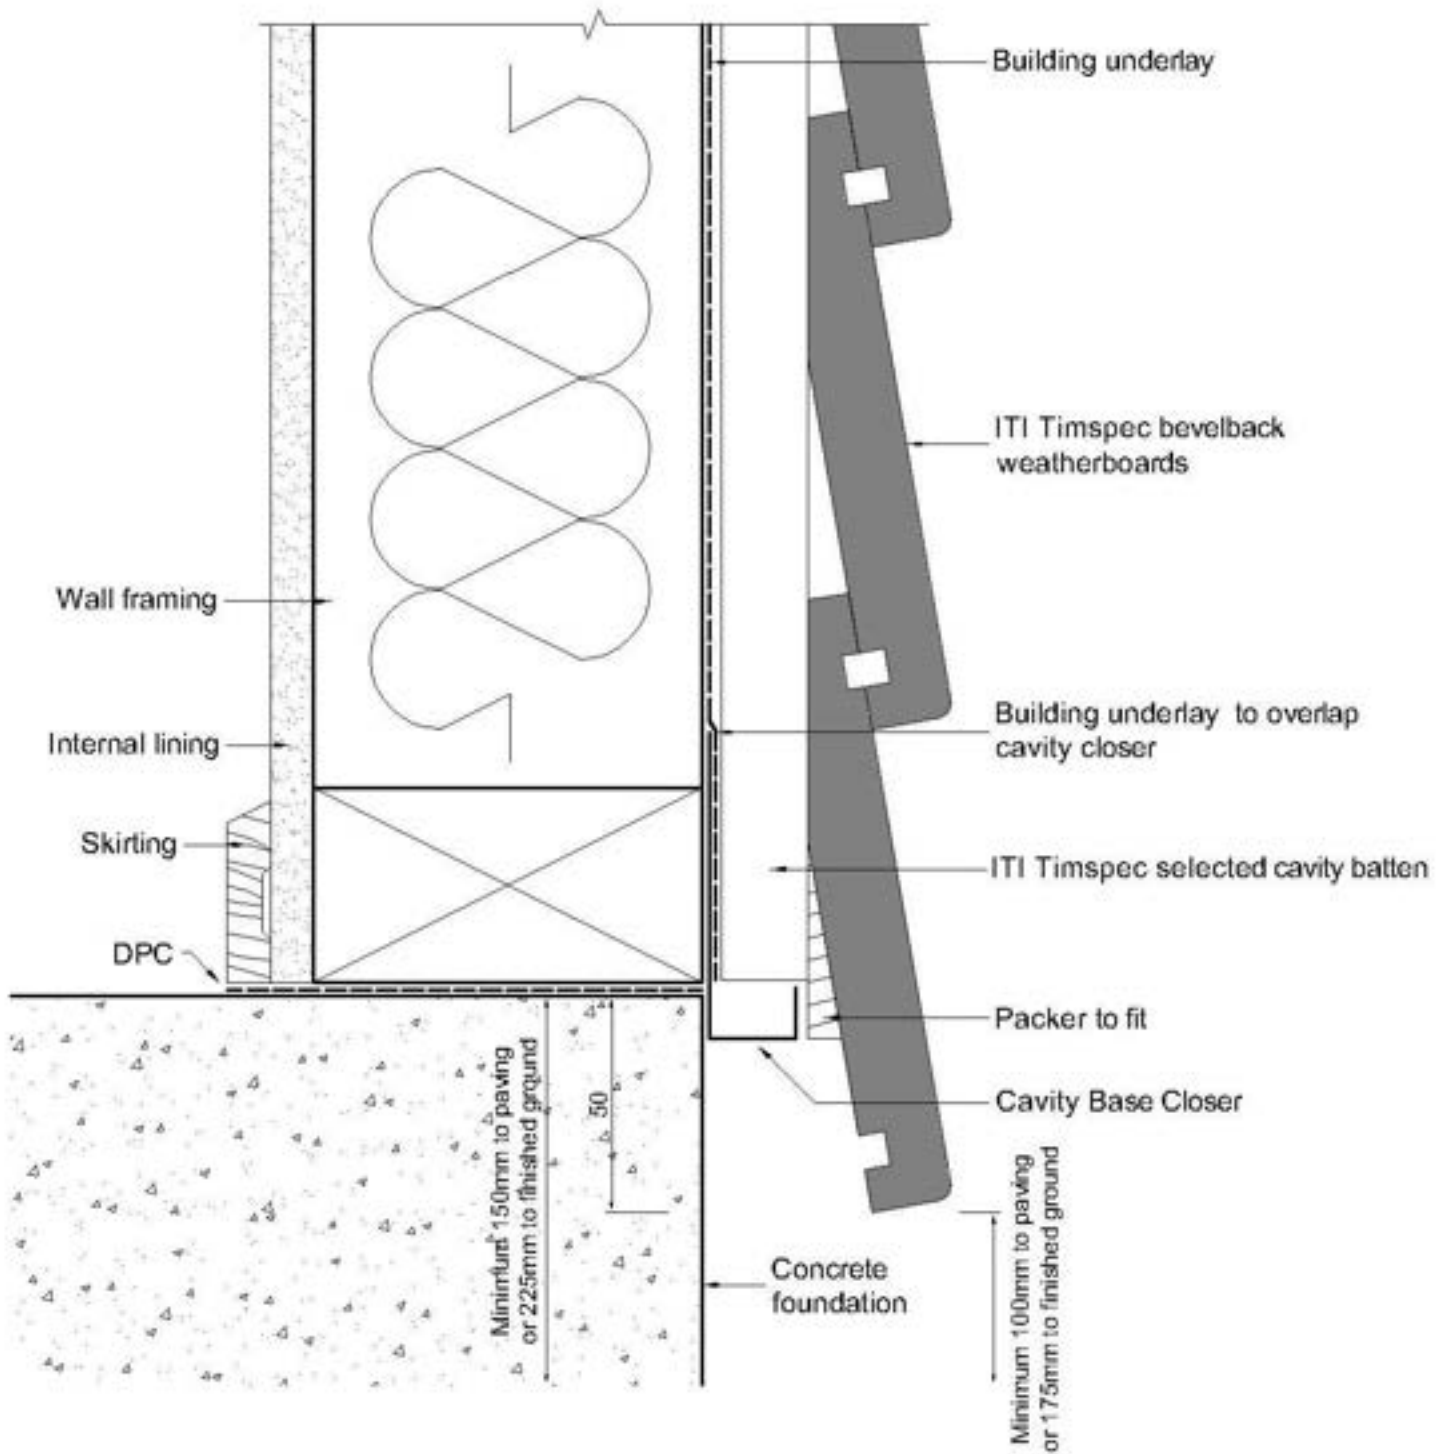 Building underlay
ITI Timspec bevelback
weatherboards
Wall framing
Building underlay to overlap
cavity closer
Internal lining
Skirting
ITI Timspec selected cavity batten
DPC
Packer to fit
Cavity Base Closer
Minimum 150mm to paving
or 225mm to finished ground
50
Concrete
foundation
Minimum 100mm to paving
or 175mm to finished ground